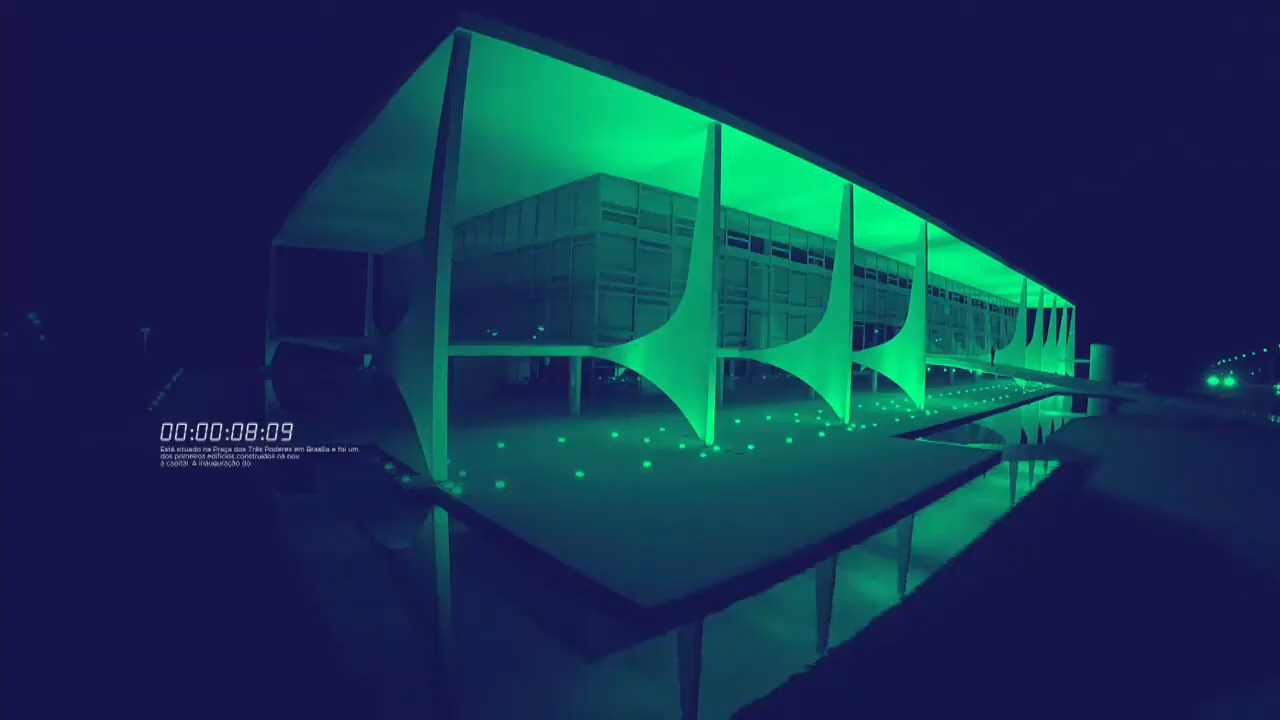 00:00:08:09
Está situado na Praça dos Três Poderes em Brasília e foi um
dos primeiros edifícios construídos na nov
a capital. A inauguração do